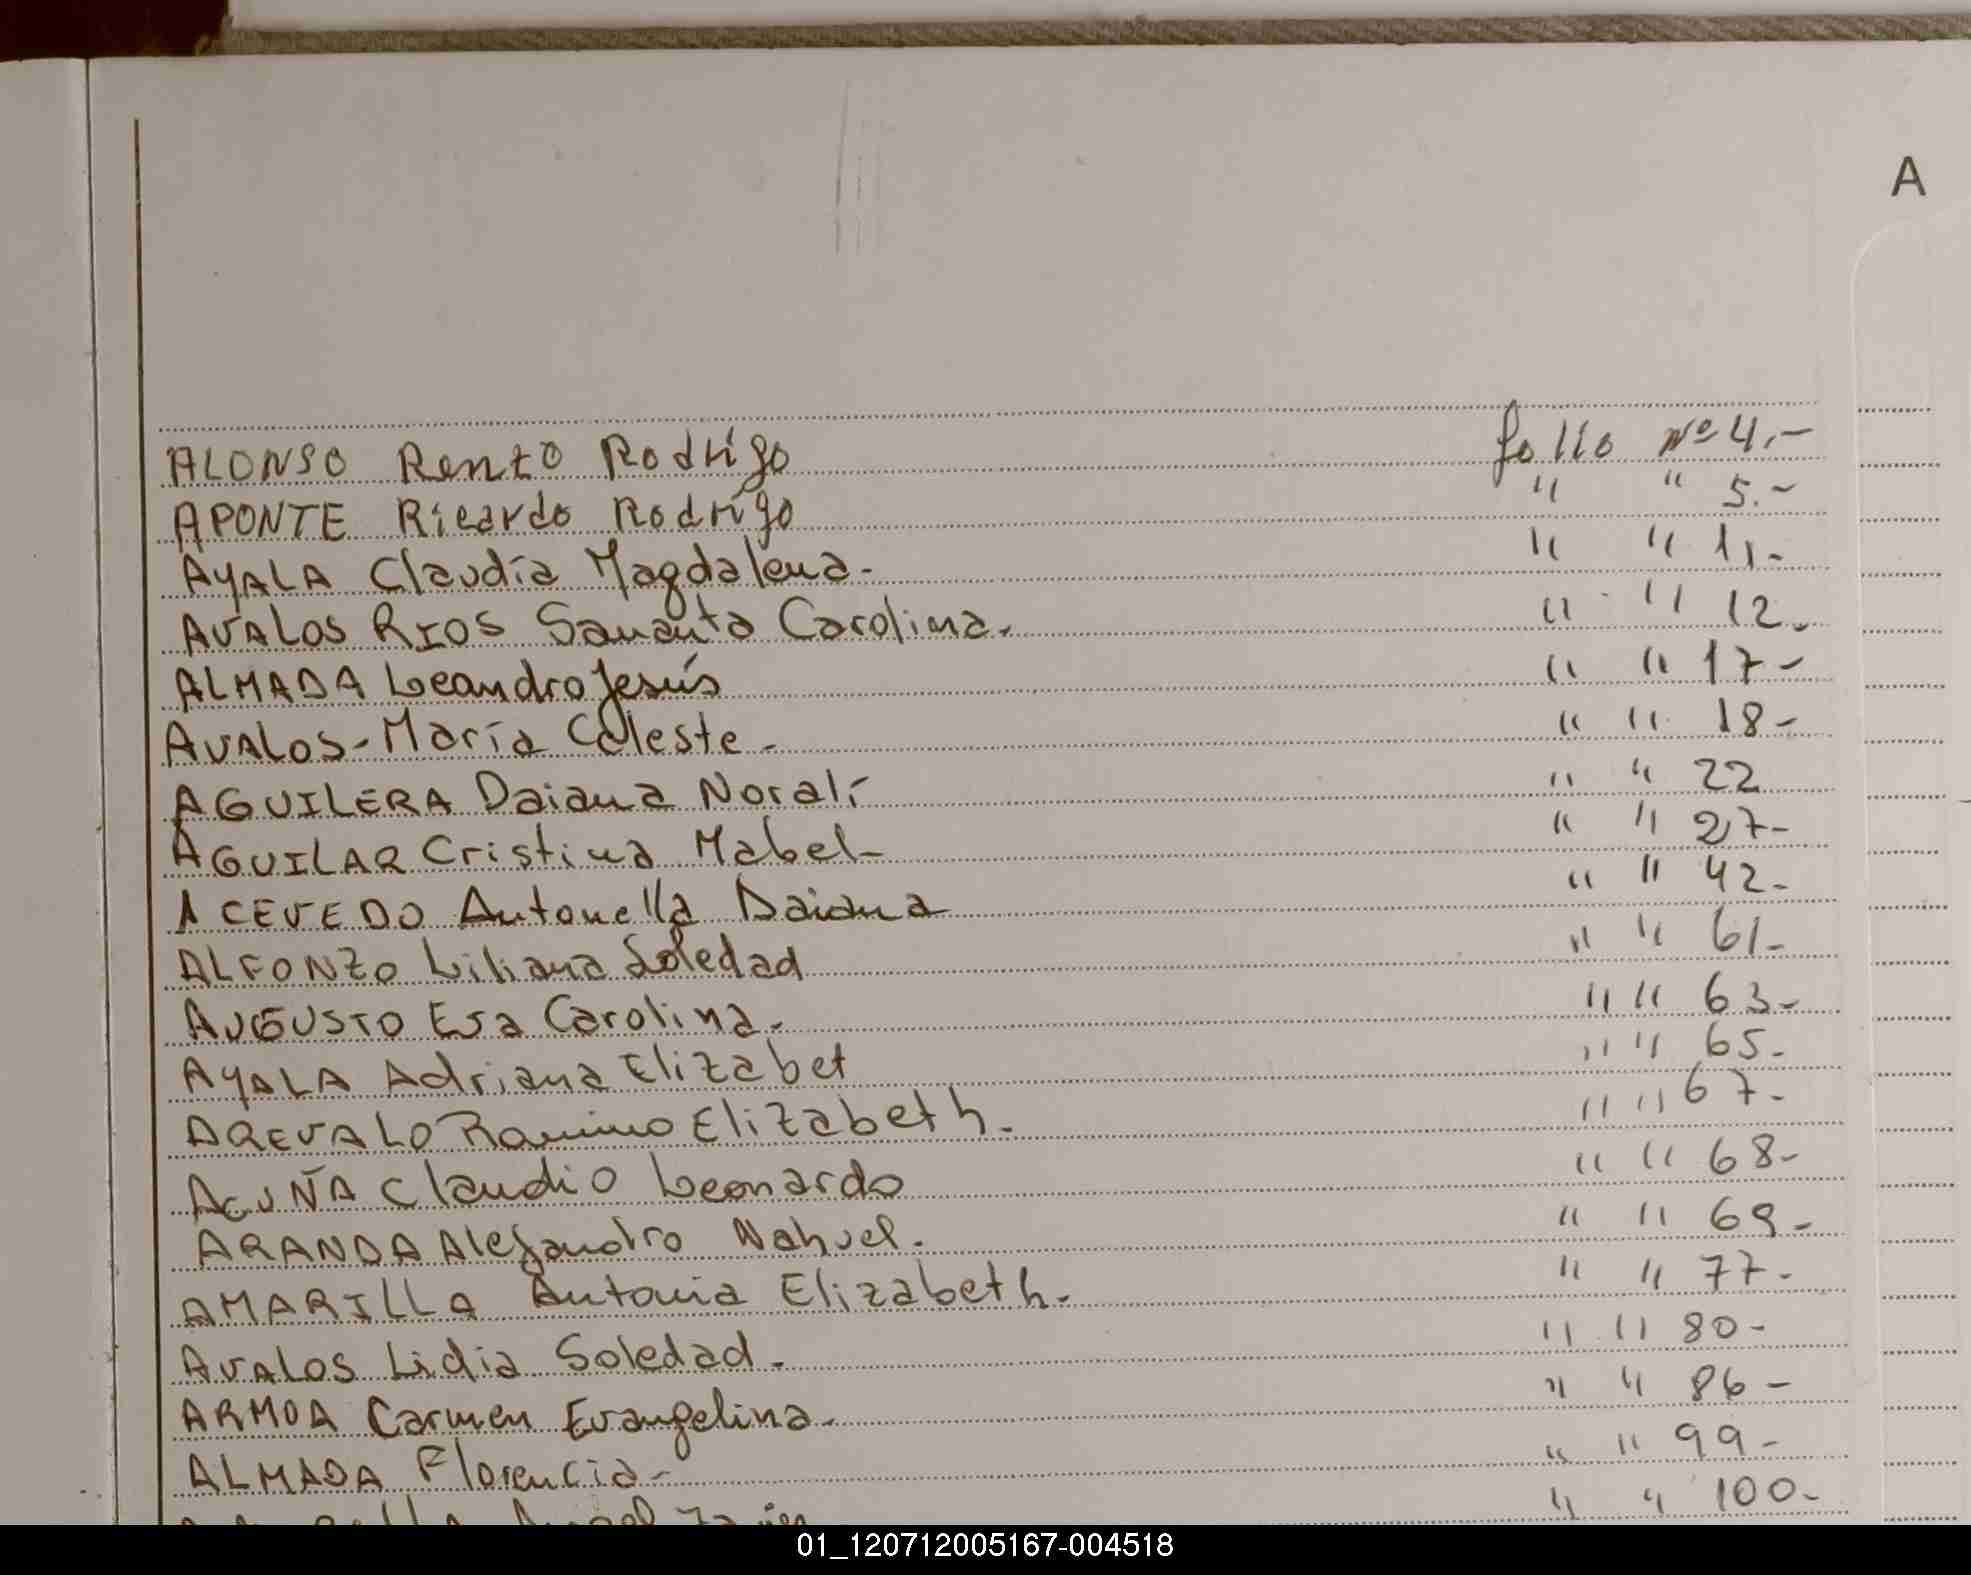 A
ALONSO Renzo Rodrigo folio Nº 4.-
APONTE Ricardo Rodrigo " " 5.-
AYALA Claudia Magdalena.- " " 11.-
AVALOS RIOS Samanta Carolina. " " 12.
ALMADA Leandro Jesús " " 17-
AVALOS-María Celeste- " " 18-
AGUILERA Daiana Noralí " " 22
AGUILAR Cristina Mabel- " " 27-
ACEVEDO Antonella Daiana " " 42-
ALFONZO Liliana Soledad " " 61-
AUGUSTO Eva Carolina. " " 63-
AYALA Adriana Elizabet " " 65-
AREVALO Romino Elizabeth. " " 67-
ACUÑA Claudio Leonardo " " 68-
ARANDA Alejandro Nahuel. " " 69-
AMARILLA Antonia Elizabeth. " " 77-
AVALOS Lidia Soledad. " " 80-
ARMOA Carmen Evangelina. " " 86-
ALMADA Florencia- " " 99-
" " 100-
01_120712005167-004518